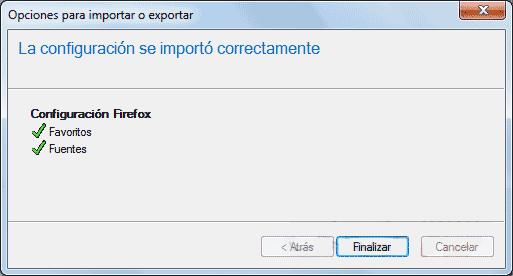 Opciones para importar o exportar
La configuración se importó correctamente
Configuración Firefox
Favoritos
Fuentes
< Atrás
Finalizar
Cancelar